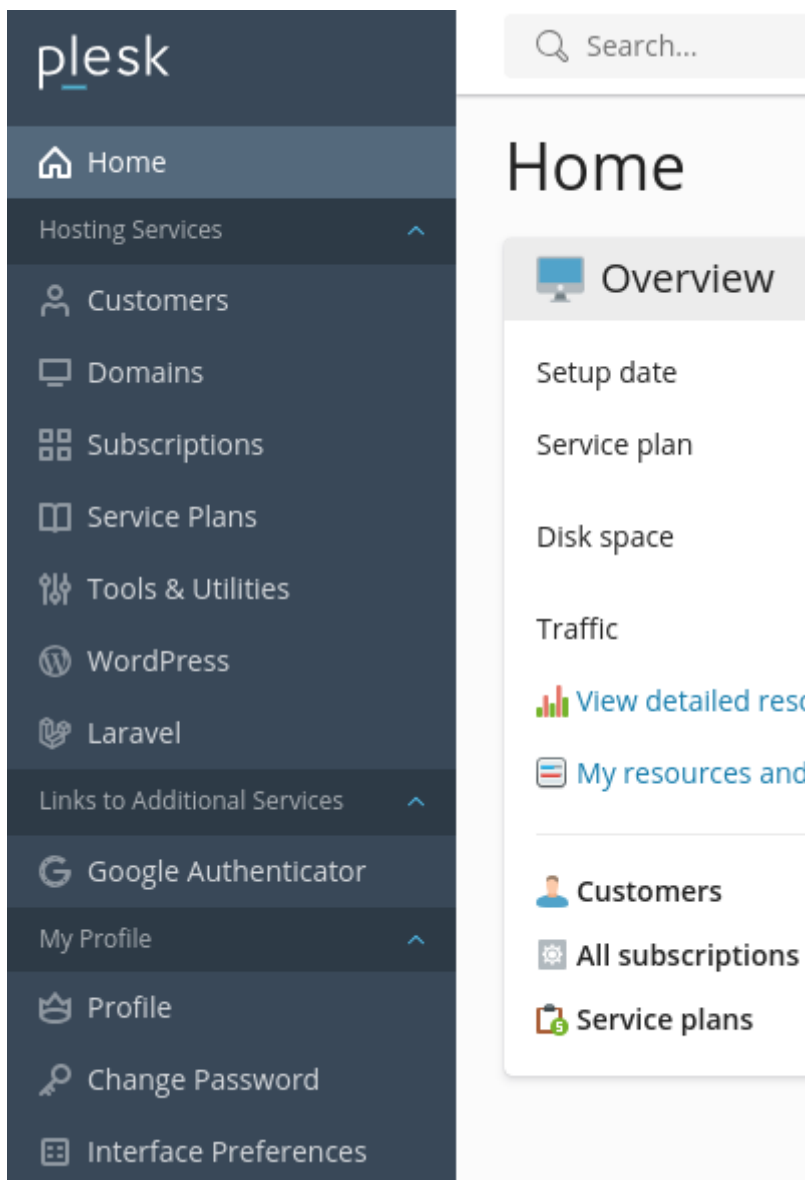 plesk
Home
Hosting Services
Customers
Domains
Subscriptions
Service Plans
Tools & Utilities
WordPress
Laravel
Links to Additional Services
Google Authenticator
My Profile
Profile
Change Password
Interface Preferences
Search...
Home
Overview
Setup date
Service plan
Disk space
Traffic
View detailed
My resources and
Customers
All subscriptions
Service plans